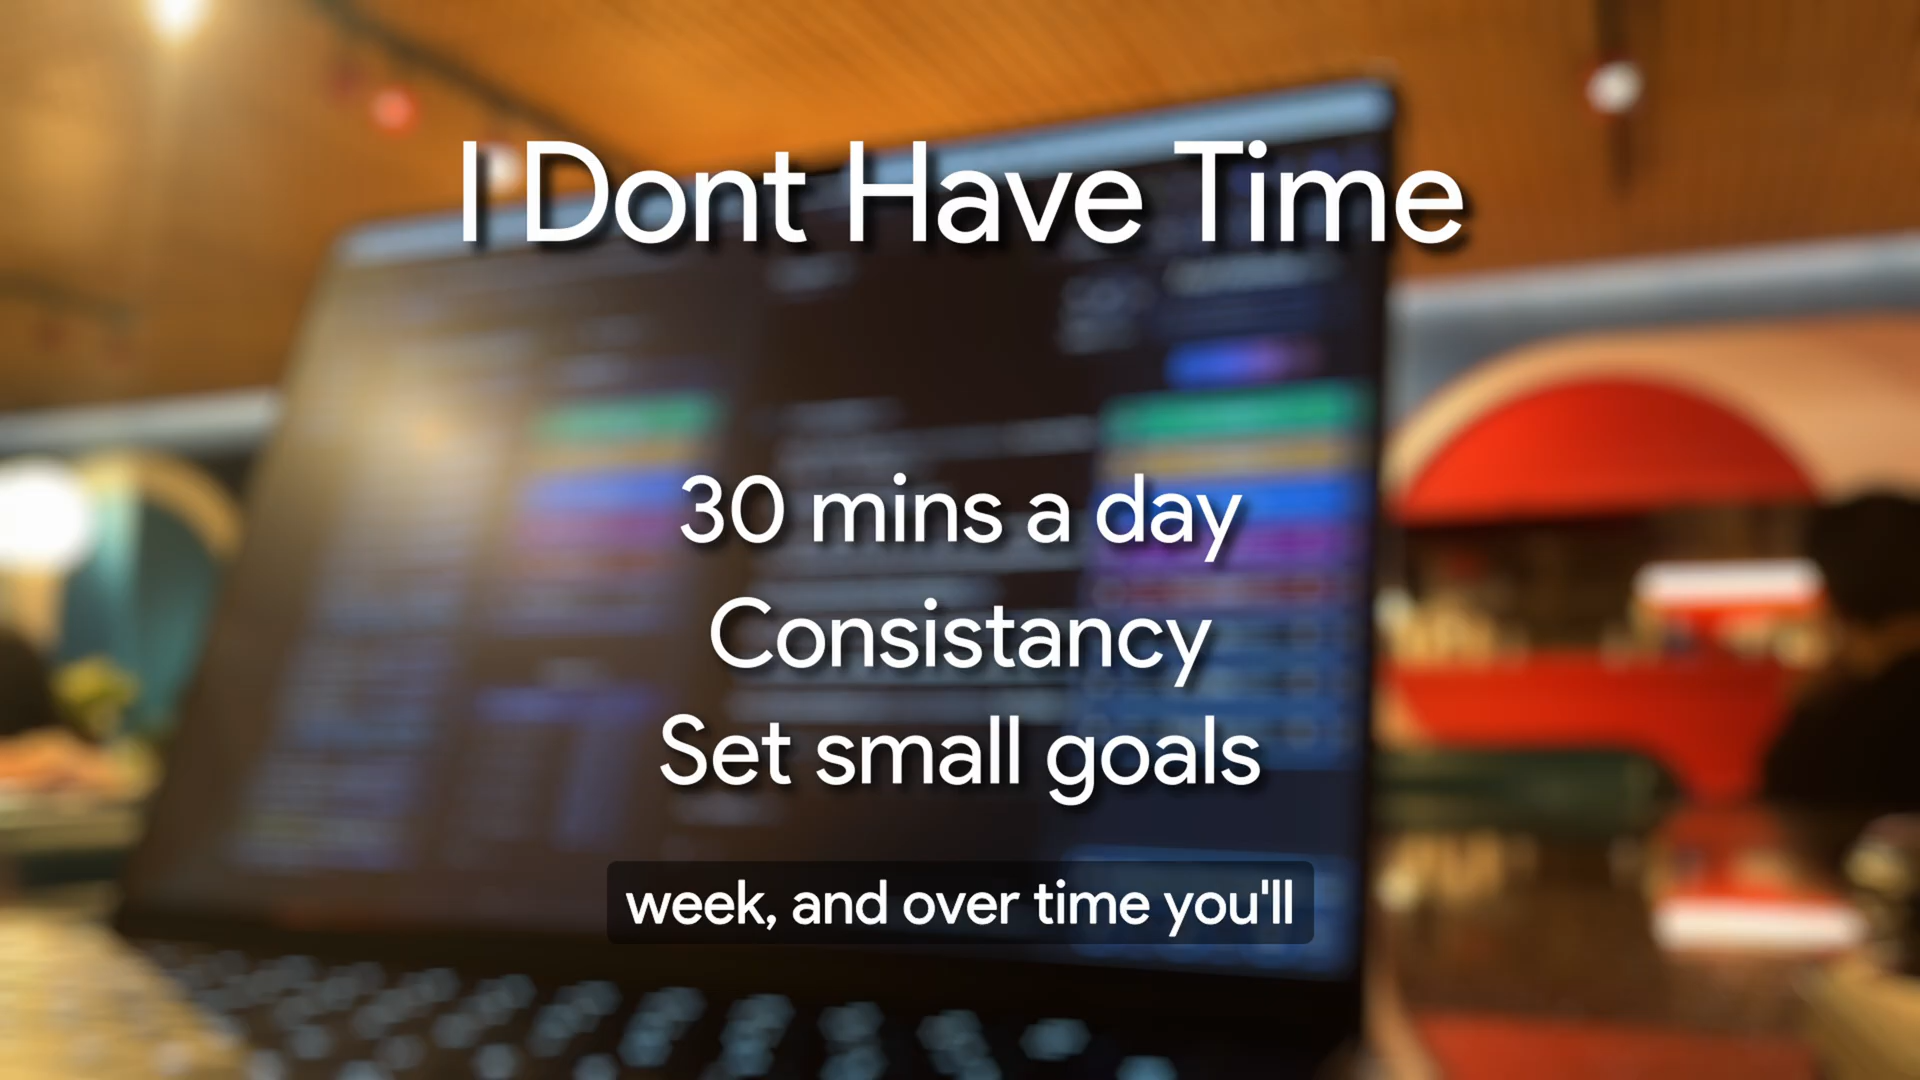 I Dont Have Time
30 mins a day
Consistancy
Set small goals
week, and over time you'll